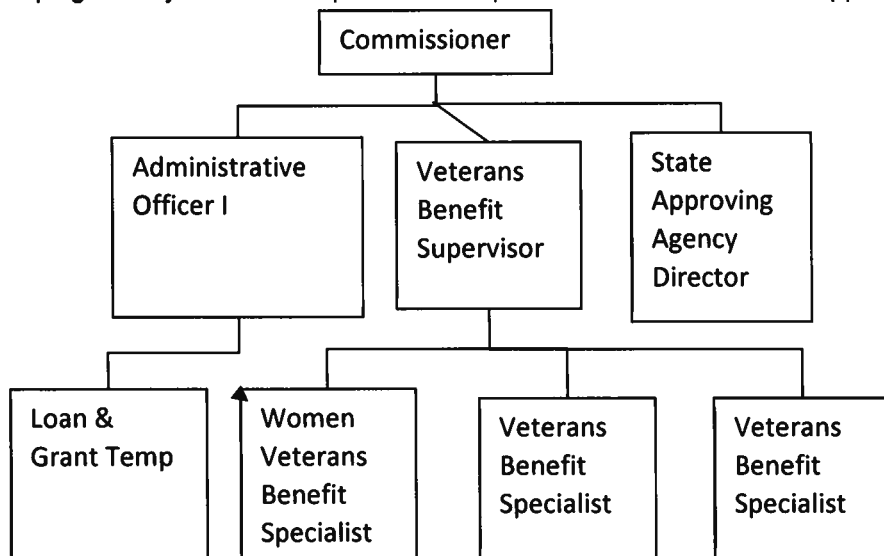 Commissioner
Administrative
Officer I
Veterans
Benefit
Supervisor
State
Approving
Agency
Director
Loan &
Grant Temp
Women
Veterans
Benefit
Specialist
Veterans
Benefit
Specialist
Veterans
Benefit
Specialist